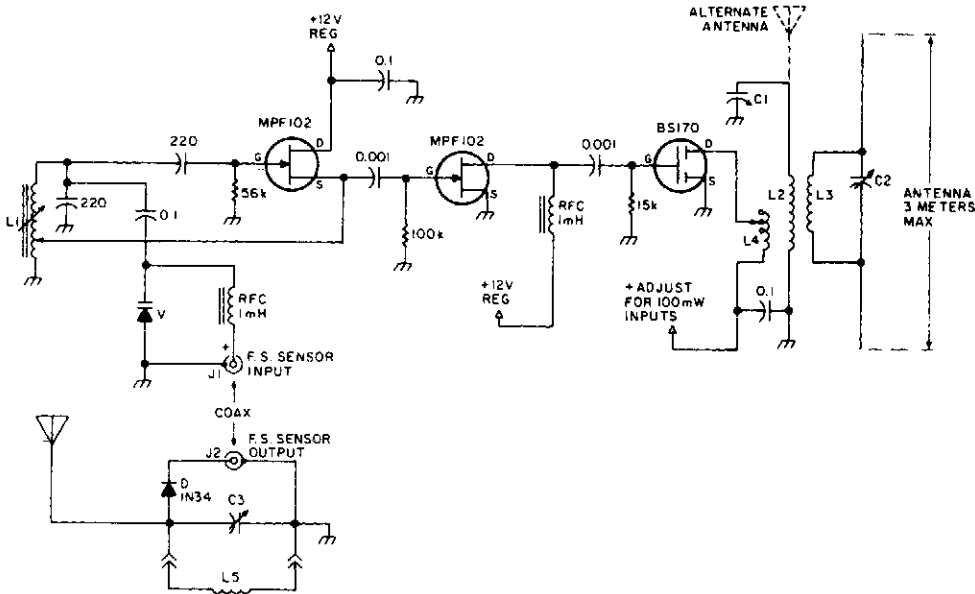 ALTERNATE
ANTENNA
+12V
REG
0.1
C1
MPF102
MPF102
BS170
220
D
G
S
0.001
D
G
S
0.001
D
G
S
L2
L3
C2
ANTENNA
3 METERS
MAX
L1
220
0.1
56k
100k
RFC
1mH
15k
L4
+12V
REG
+ ADJUST
FOR 100mW
INPUTS
0.1
V
RFC
1mH
+
J1
F.S. SENSOR
INPUT
COAX
J2
F.S. SENSOR
OUTPUT
D
1N34
C3
L5